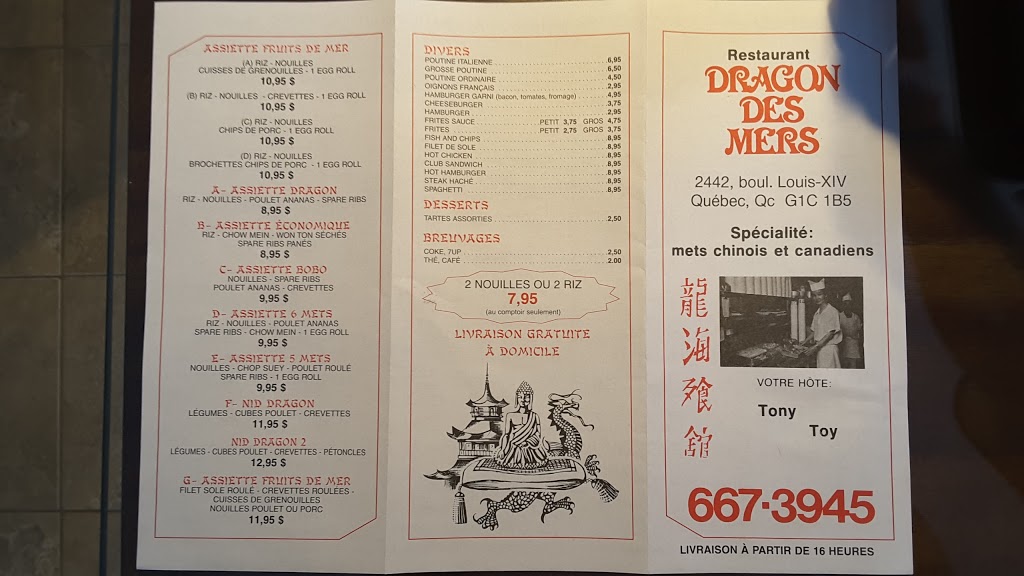 ASSIETTE FRUITS DE MER
(A) RIZ - NOUILLES
CUISSES DE GRENOUILLES - 1 EGG ROLL
10,95 $
(B) RIZ - NOUILLES - CREVETTES - 1 EGG ROLL
10,95 $
(C) RIZ - NOUILLES
CHIPS DE PORC - 1 EGG ROLL
10,95 $
(D) RIZ - NOUILLES
BROCHETTES CHIPS DE PORC - 1 EGG ROLL
10,95 $
A- ASSIETTE DRAGON
RIZ - NOUILLES - POULET ANANAS - SPARE RIBS
8,95 $
B- ASSIETTE ÉCONOMIQUE
RIZ - CHOW MEIN - WON TON SÉCHÉS
SPARE RIBS PANÉS
8,95 $
C- ASSIETTE BOBO
NOUILLES - SPARE RIBS
POULET ANANAS - CREVETTES
9,95 $
D- ASSIETTE 6 METS
RIZ - NOUILLES - POULET ANANAS
SPARE RIBS - CHOW MEIN - 1 EGG ROLL
9,95 $
E- ASSIETTE 5 METS
NOUILLES - CHOP SUEY - POULET ROULÉ
SPARE RIBS - 1 EGG ROLL
9,95 $
F- NID DRAGON
LÉGUMES - CUBES POULET - CREVETTES
11,95 $
NID DRAGON 2
LÉGUMES - CUBES POULET - CREVETTES - PÉTONCLES
12,95 $
G- ASSIETTE FRUITS DE MER
FILET SOLE ROULÉ - CREVETTES ROULÉES -
CUISSES DE GRENOUILLES
NOUILLES POULET OU PORC
11,95 $
DIVERS
POUTINE ITALIENNE 6,95
GROSSE POUTINE 6,50
POUTINE ORDINAIRE 4,50
OIGNONS FRANÇAIS 2,95
HAMBURGER GARNI (bacon, tomates, fromage) 4,95
CHEESEBURGER 3,75
HAMBURGER 2,95
FRITES SAUCE PETIT 3,75 GROS 4,75
FRITES PETIT 2,75 GROS 3,75
FISH AND CHIPS 8,95
FILET DE SOLE 8,95
HOT CHICKEN 8,95
CLUB SANDWICH 8,95
HOT HAMBURGER 8,95
STEAK HACHÉ 8,95
SPAGHETTI 8,95
DESSERTS
TARTES ASSORTIES 2,50
BREUVAGES
COKE, 7UP 2,50
THÉ, CAFÉ 2.00
2 NOUILLES OU 2 RIZ
7,95
(au comptoir seulement)
LIVRAISON GRATUITE
À DOMICILE
Restaurant
DRAGON
DES
MERS
2442, boul. Louis-XIV
Québec, Qc G1C 1B5
Spécialité:
mets chinois et canadiens
龍
海
餐
館
VOTRE HÔTE:
Tony
Toy
667-3945
LIVRAISON À PARTIR DE 16 HEURES